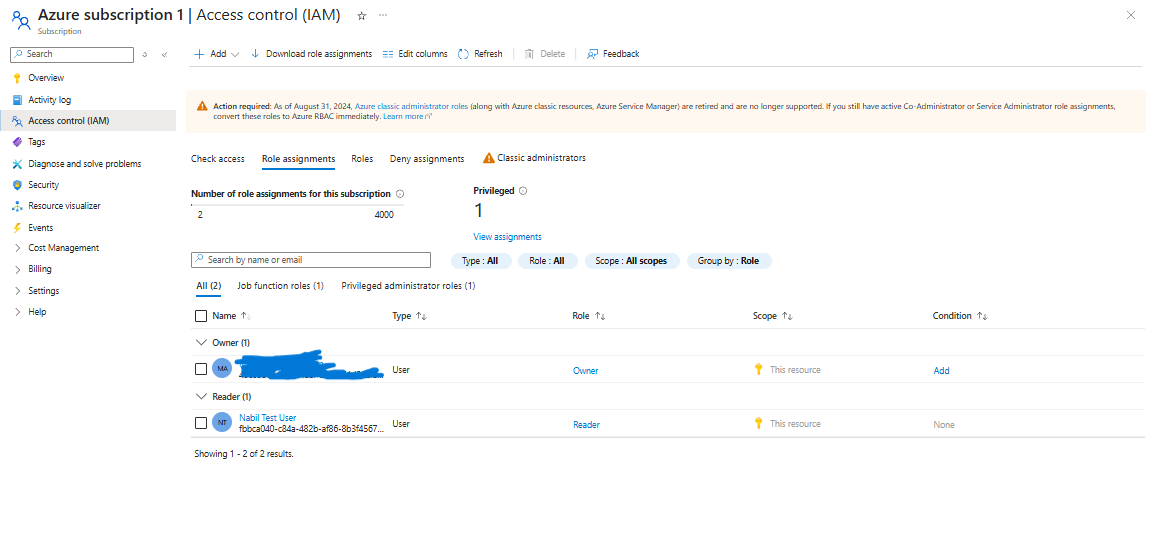 Azure subscription 1 | Access control (IAM)
Subscription
Search
Overview
Activity log
Access control (IAM)
Tags
Diagnose and solve problems
Security
Resource visualizer
Events
Cost Management
Billing
Settings
Help
Add
Download role assignments
Edit columns
Refresh
Delete
Feedback
Action required: As of August 31, 2024, Azure classic administrator roles (along with Azure classic resources, Azure Service Manager) are retired and are no longer supported. If you still have active Co-Administrator or Service Administrator role assignments,
convert these roles to Azure RBAC immediately. Learn more
Check access Role assignments Roles Deny assignments Classic administrators
Number of role assignments for this subscription
2 4000
Privileged
1
View assignments
Search by name or email
Type : All Role : All Scope : All scopes Group by : Role
All (2) Job function roles (1) Privileged administrator roles (1)
Name Type Role Scope Condition
Owner (1)
MA User Owner This resource Add
Reader (1)
NT Nabil Test User User Reader This resource None
fbbca040-c84a-482b-af86-8b3f4567...
Showing 1 - 2 of 2 results.